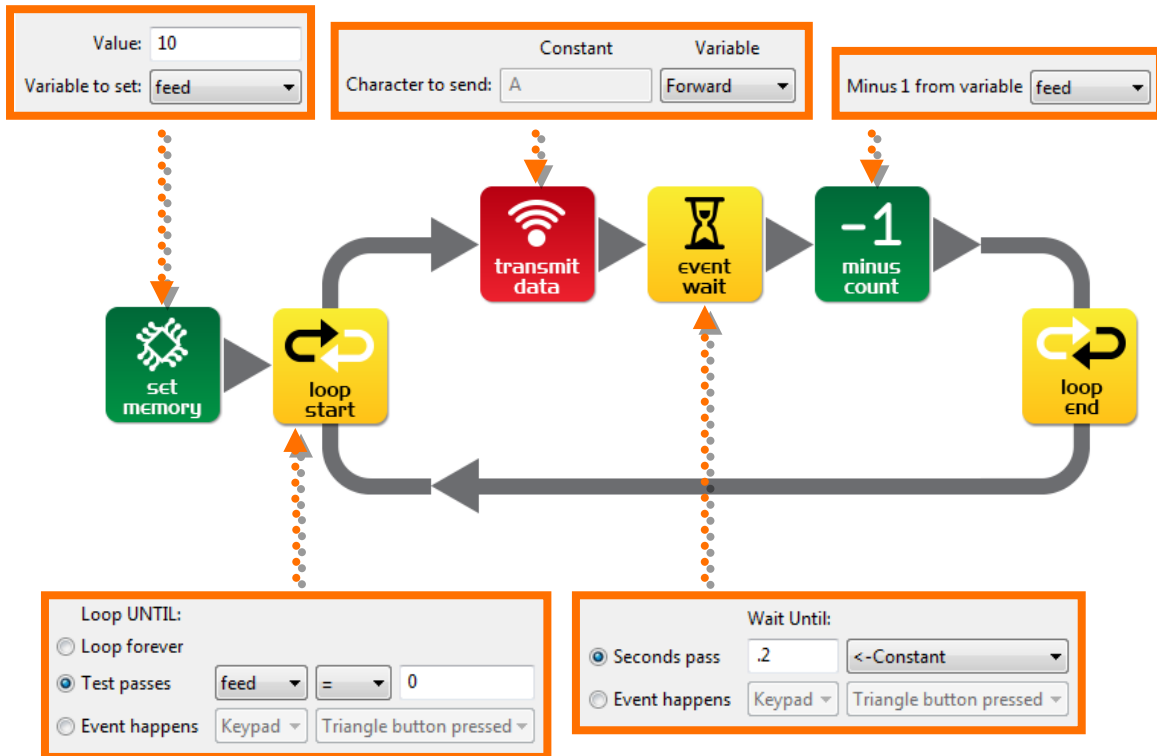 Value: 10
Variable to set: feed
Constant Variable
Character to send: A Forward
Minus 1 from variable feed
transmit
data
event
wait
-1
minus
count
set
memory
loop
start
loop
end
Loop UNTIL:
Loop forever
Test passes feed = 0
Event happens Keypad Triangle button pressed
Wait Until:
Seconds pass .2 <-Constant
Event happens Keypad Triangle button pressed